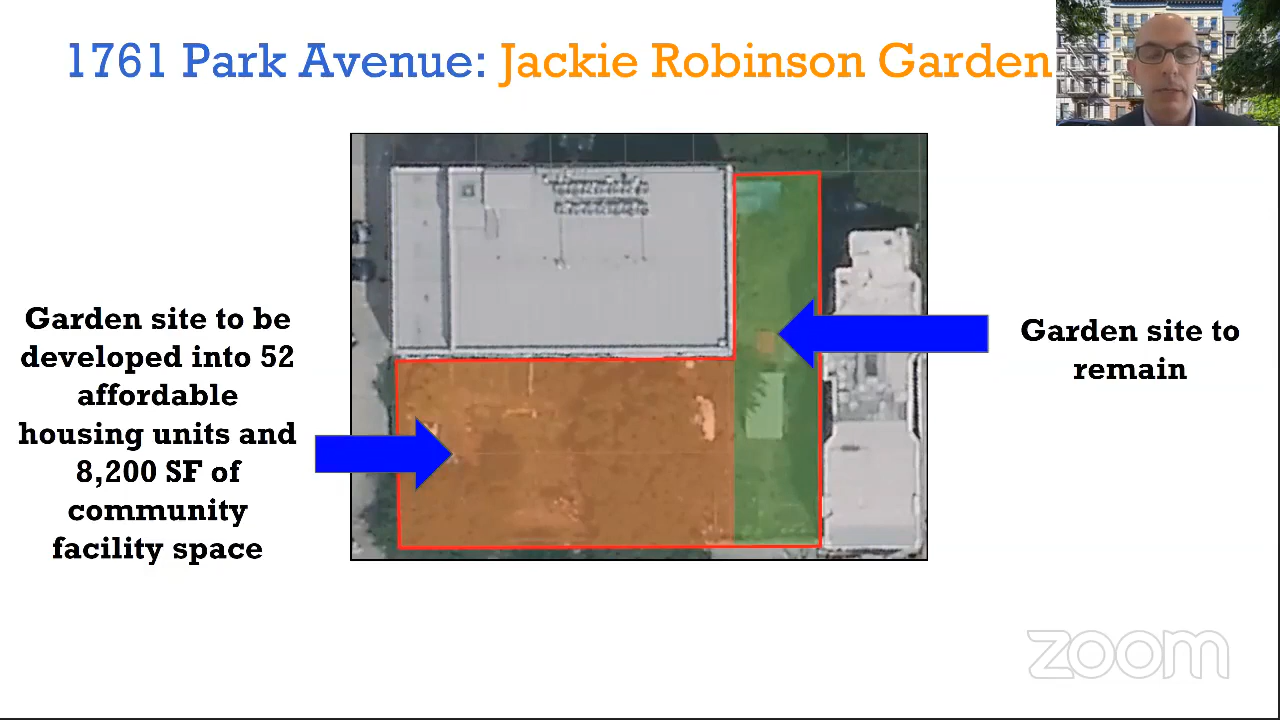 1761 Park Avenue: Jackie Robinson Garden
Garden site to be
developed into 52
affordable
housing units and
8,200 SF of
community
facility space
Garden site to
remain
zoom